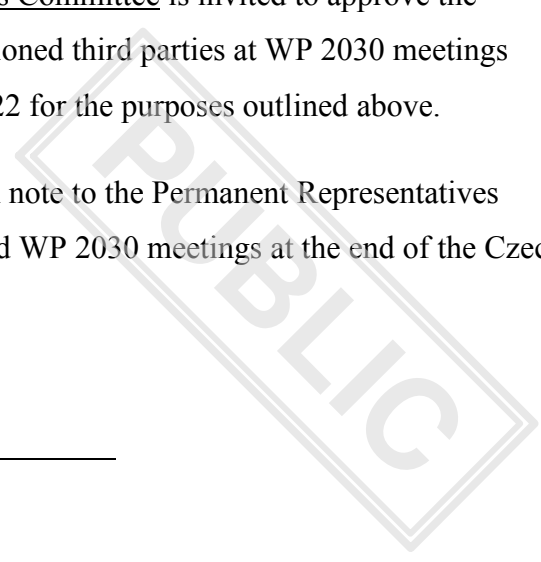 s Committee is invited to approve the
ioned third parties at WP 2030 meetings
22 for the purposes outlined above.
note to the Permanent Representatives
d WP 2030 meetings at the end of the Czec
PUBLIC